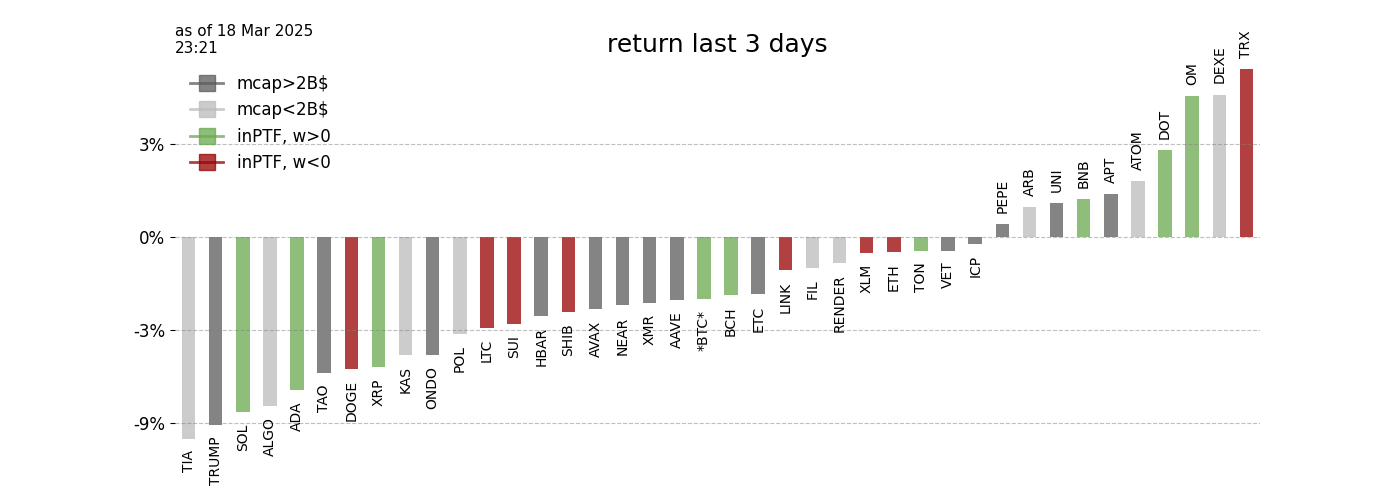 as of 18 Mar 2025
23:21
return last 3 days
mcap>2B$
mcap<2B$
inPTF, w>0
inPTF, w<0
3%
0%
-3%
-9%
TIA
TRUMP
SOL
ALGO
ADA
TAO
DOGE
XRP
KAS
ONDO
POL
LTC
SUI
HBAR
SHIB
AVAX
NEAR
XMR
AAVE
*BTC*
BCH
ETC
LINK
FIL
RENDER
XLM
ETH
TON
VET
ICP
PEPE
ARB
UNI
BNB
APT
ATOM
DOT
OM
DEXE
TRX